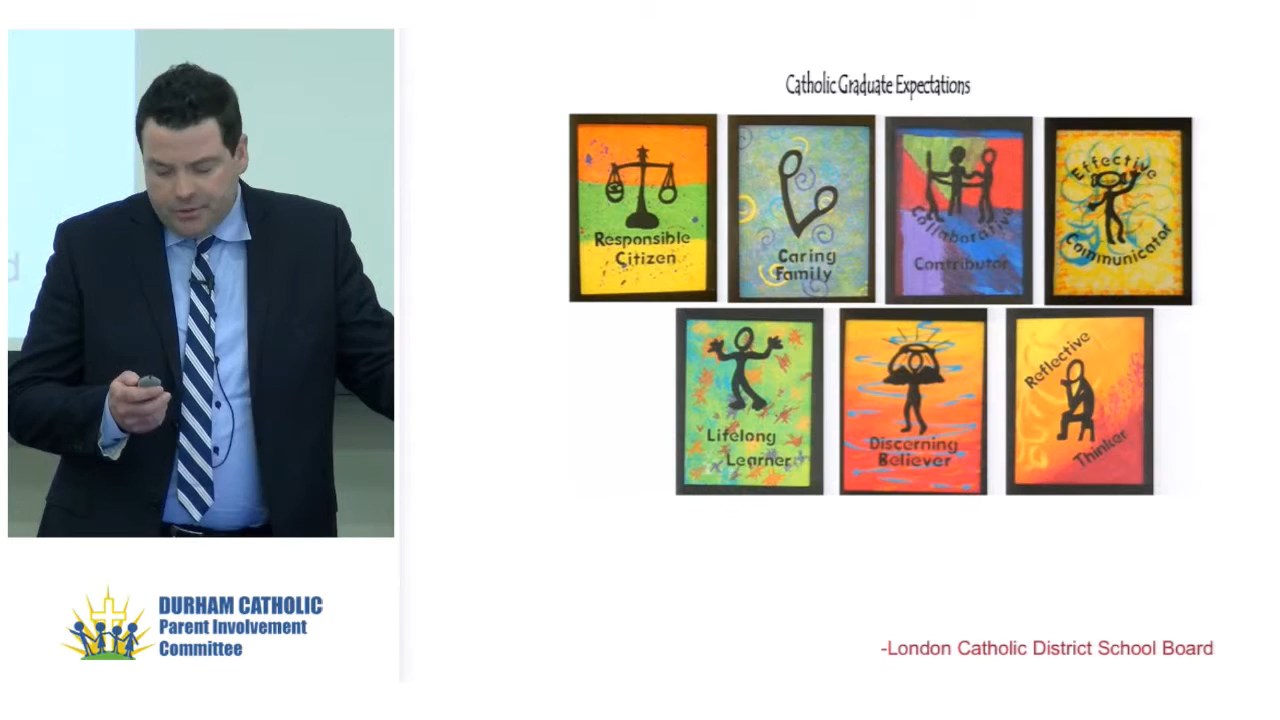 Catholic Graduate Expectations
Responsible
Citizen
Caring
Family
Collaborative
Contributor
Effective
Communicator
Lifelong
Learner
Discerning
Believer
Reflective
Thinker
DURHAM CATHOLIC
Parent Involvement
Committee
-London Catholic District School Board